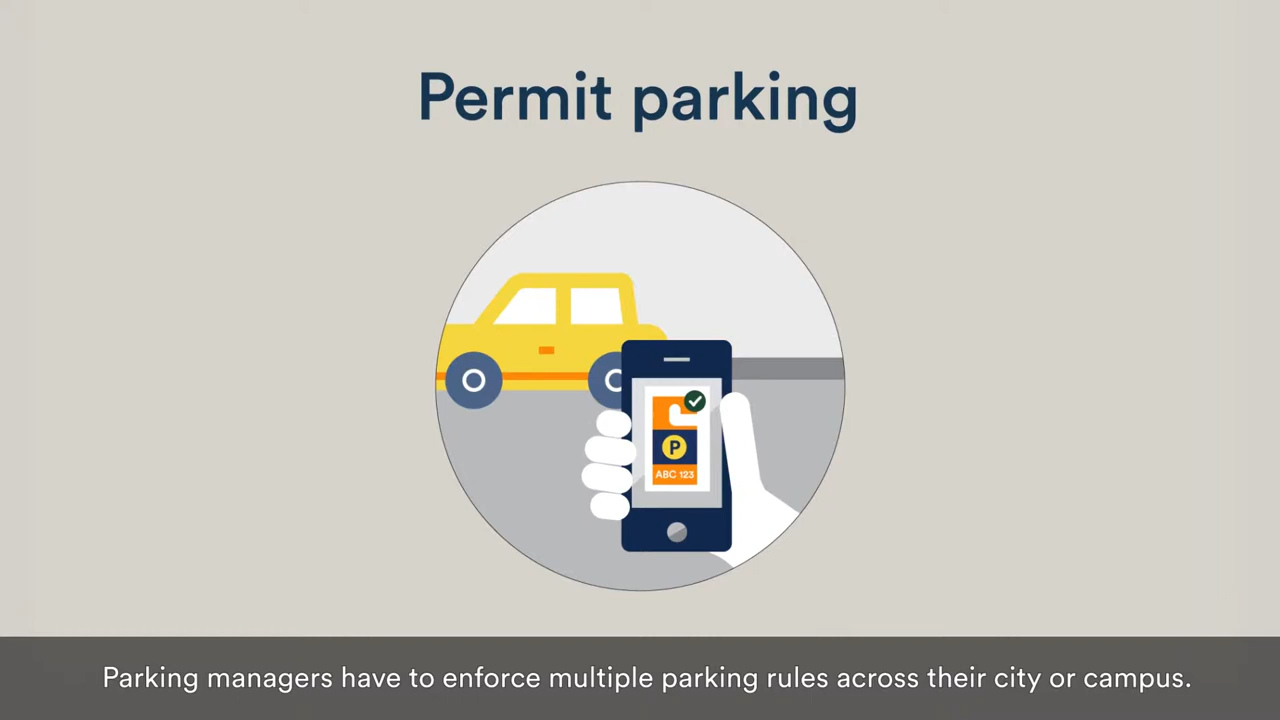 Permit parking
P
ABC 123
Parking managers have to enforce multiple parking rules across their city or campus.